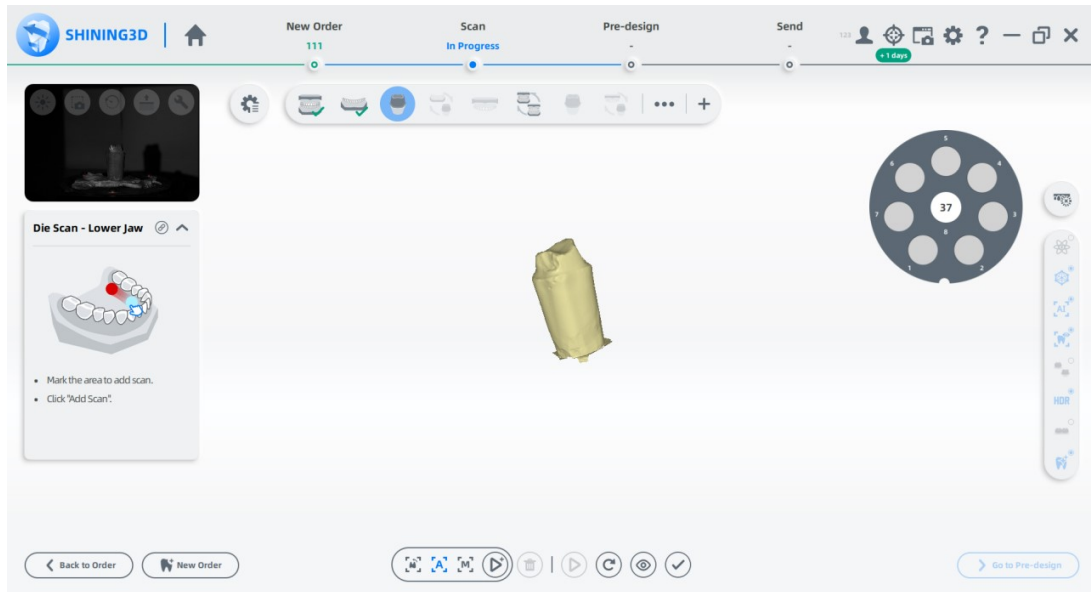 SHINING3D
New Order
111
Scan
In Progress
Pre-design
-
Send
-
123
+1 days
Die Scan - Lower Jaw
• Mark the area to add scan.
• Click "Add Scan".
5
6
4
37
7
3
8
1
2
AI
HDR
A
M
C
Back to Order
New Order
Go to Pre-design